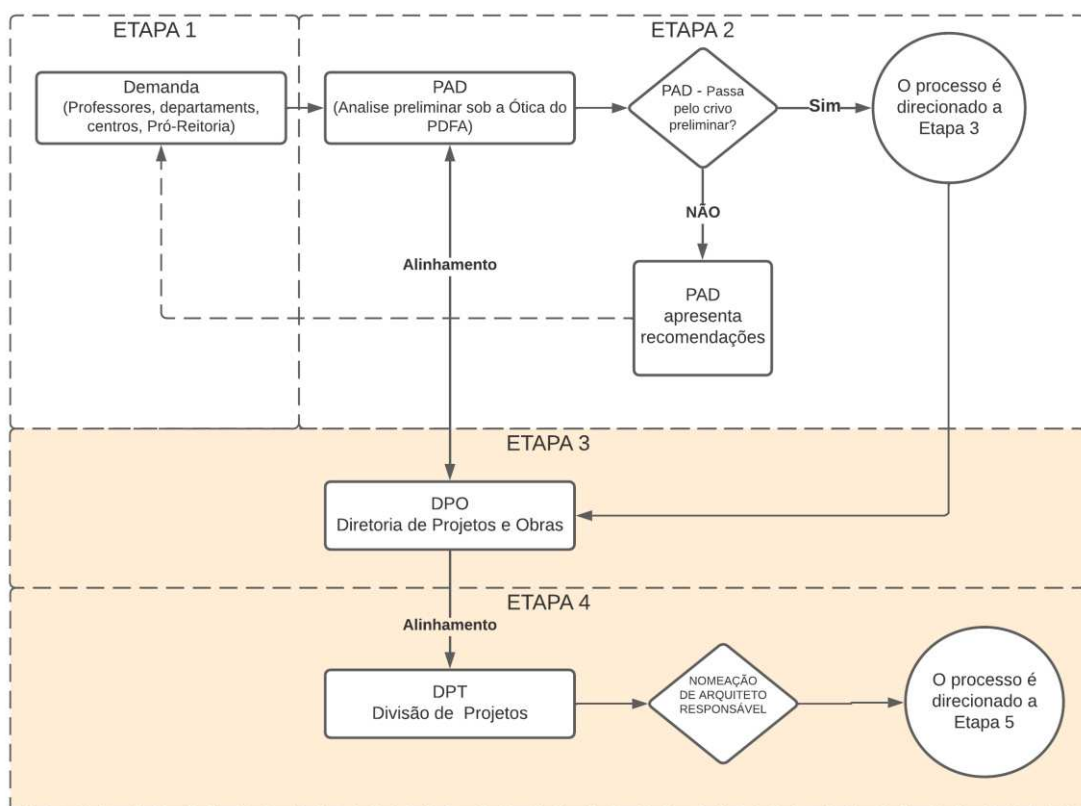 ETAPA 1
Demanda
(Professores, departaments,
centros, Pró-Reitoria)
ETAPA 2
PAD
(Analise preliminar sob a Ótica do
PDFA)
PAD - Passa
pelo crivo
preliminar?
Sim
O processo é
direcionado a
Etapa 3
NÃO
Alinhamento
PAD
apresenta
recomendações
ETAPA 3
DPO
Diretoria de Projetos e Obras
ETAPA 4
Alinhamento
DPT
Divisão de Projetos
NOMEAÇÃO
DE ARQUITETO
RESPONSÁVEL
O processo é
direcionado a
Etapa 5